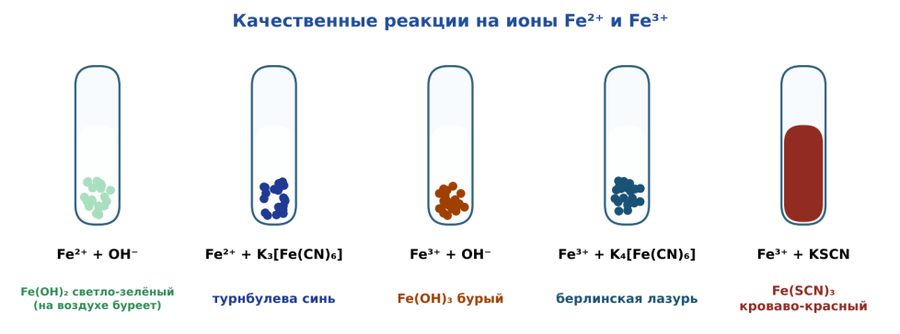 Качественные реакции на ионы Fe²⁺ и Fe³⁺
Fe²⁺ + OH⁻
Fe²⁺ + K₃[Fe(CN)₆]
Fe³⁺ + OH⁻
Fe³⁺ + K₄[Fe(CN)₆]
Fe³⁺ + KSCN
Fe(OH)₂ светло-зелёный
(на воздухе буреет)
турнбулева синь
Fe(OH)₃ бурый
берлинская лазурь
Fe(SCN)₃
кроваво-красный